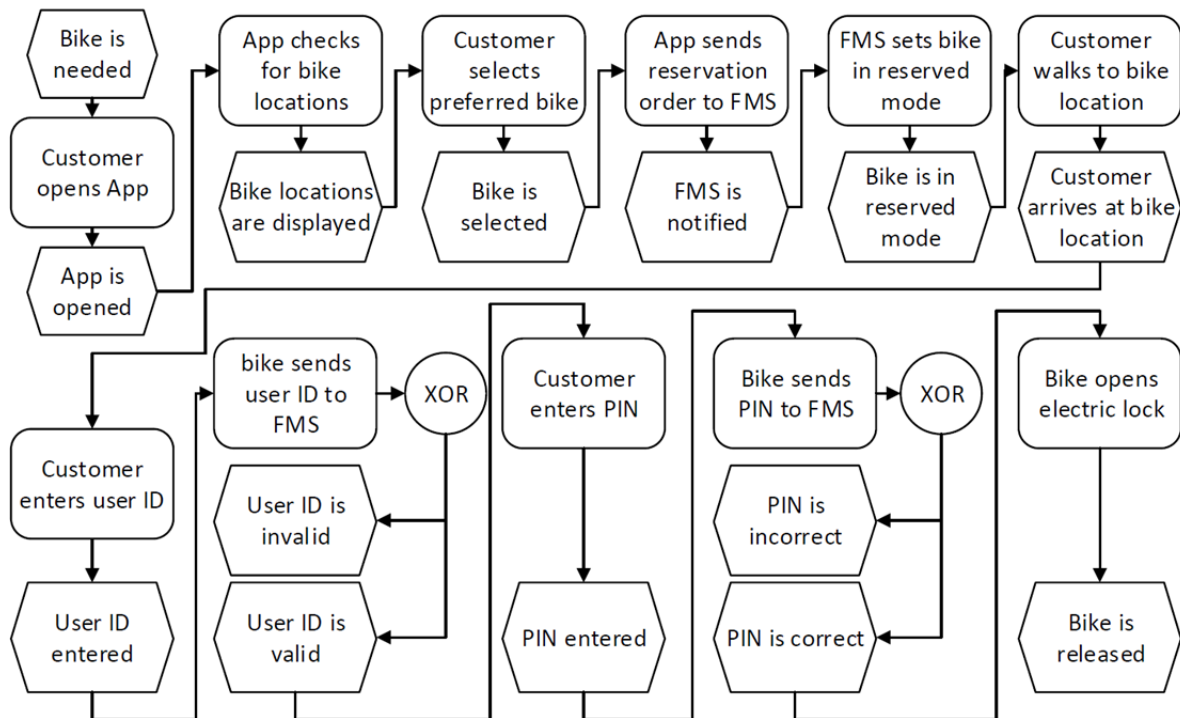 Bike is
needed
Customer
opens App
App is
opened
App checks
for bike
locations
Bike locations
are displayed
Customer
selects
preferred bike
Bike is
selected
App sends
reservation
order to FMS
FMS is
notified
FMS sets bike
in reserved
mode
Bike is in
reserved
mode
Customer
walks to bike
location
Customer
arrives at bike
location
Customer
enters user ID
User ID
entered
bike sends
user ID to
FMS
XOR
User ID is
invalid
User ID is
valid
Customer
enters PIN
PIN entered
Bike sends
PIN to FMS
XOR
PIN is
incorrect
PIN is correct
Bike opens
electric lock
Bike is
released